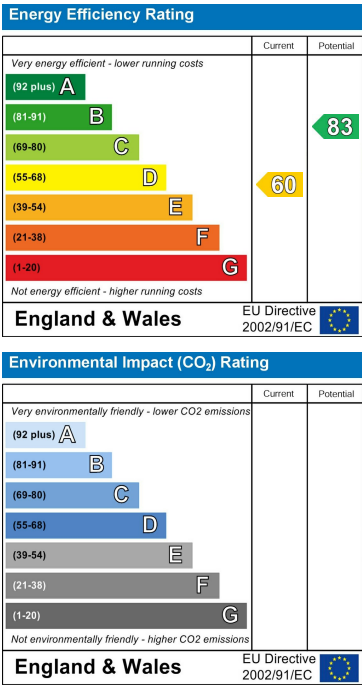 Energy Efficiency Rating
Current Potential
Very energy efficient - lower running costs
(92 plus) A
(81-91) B
83
(69-80) C
(55-68) D
60
(39-54) E
(21-38) F
(1-20) G
Not energy efficient - higher running costs
England & Wales
EU Directive
2002/91/EC
Environmental Impact (CO₂) Rating
Current Potential
Very environmentally friendly - lower CO2 emissions
(92 plus) A
(81-91) B
(69-80) C
(55-68) D
(39-54) E
(21-38) F
(1-20) G
Not environmentally friendly - higher CO2 emissions
England & Wales
EU Directive
2002/91/EC